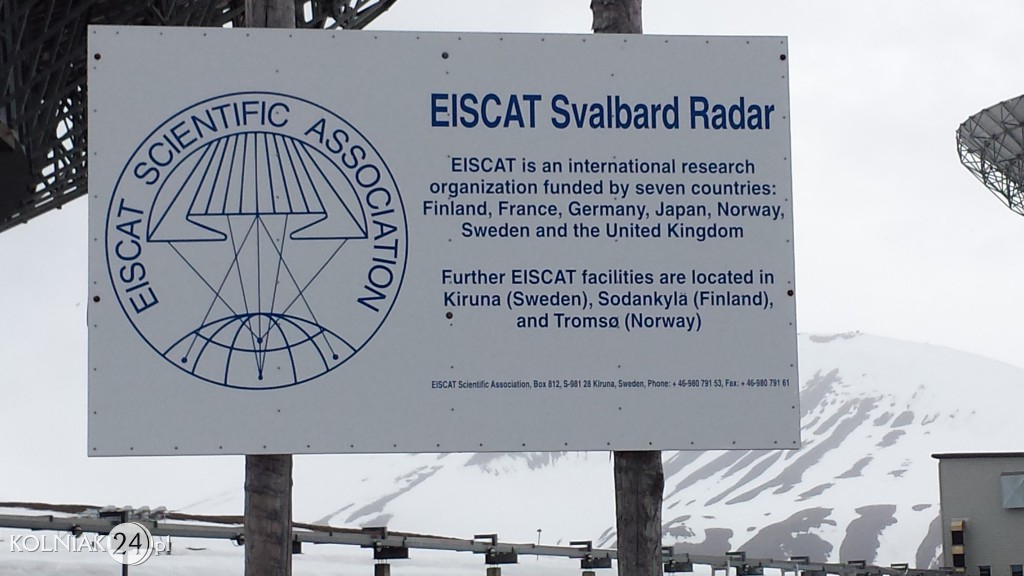 EISCAT SCIENTIFIC ASSOCIATION
EISCAT Svalbard Radar
EISCAT is an international research
organization funded by seven countries:
Finland, France, Germany, Japan, Norway,
Sweden and the United Kingdom
Further EISCAT facilities are located in
Kiruna (Sweden), Sodankylä (Finland),
and Tromsø (Norway)
EISCAT Scientific Association, Box 812, S-981 28 Kiruna, Sweden, Phone: + 46-980 791 53, Fax: + 46-980 791 61
KOLNIAK24.pl